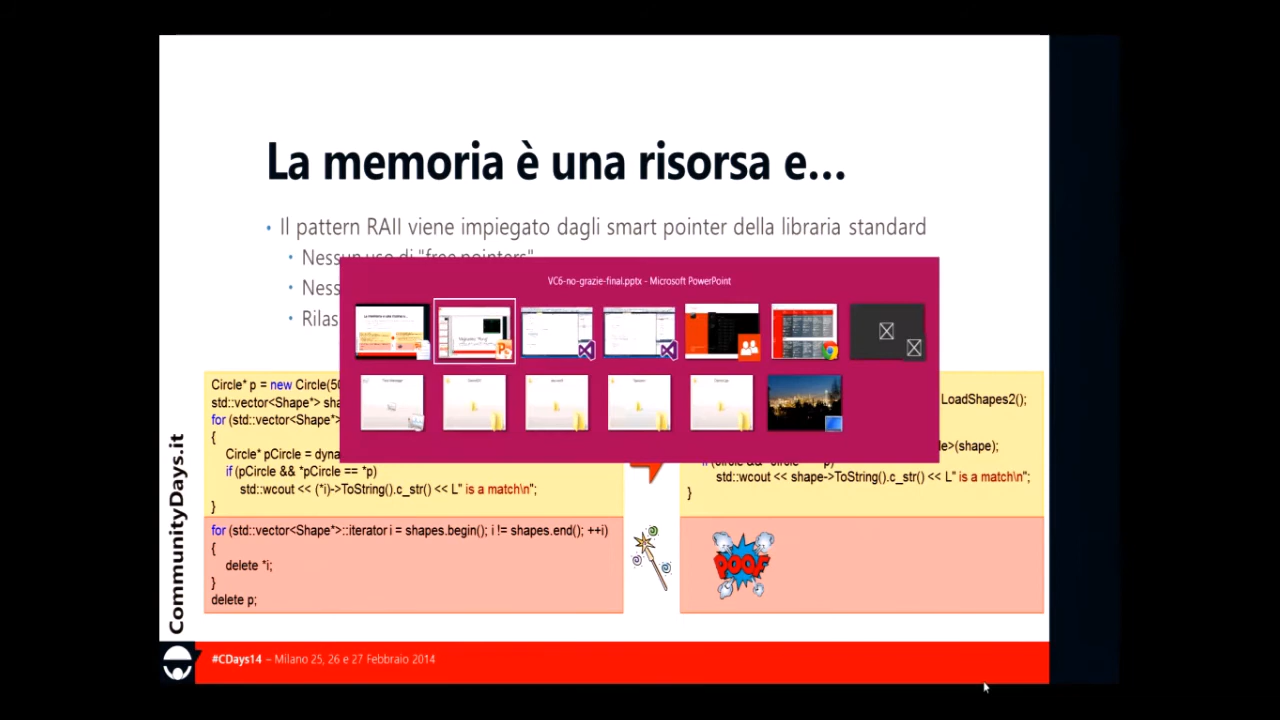 La memoria è una risorsa e...
• Il pattern RAII viene impiegato dagli smart pointer della libraria standard
• Nessun uso di "free pointers"
• Ness
• Rilas
VC6-no-grazie-final.pptx - Microsoft PowerPoint
Circle* p = new Circle(50
std::vector<Shape*> sha
for (std::vector<Shape*>
{
Circle* pCircle = dyna
if (pCircle && *pCircle == *p)
std::wcout << (*i)->ToString().c_str() << L" is a match\n";
}
for (std::vector<Shape*>::iterator i = shapes.begin(); i != shapes.end(); ++i)
{
delete *i;
}
delete p;
LoadShapes2();
e>(shape);
std::wcout << shape->ToString().c_str() << L" is a match\n";
}
POOF
CommunityDays.it
#CDays14 – Milano 25, 26 e 27 Febbraio 2014